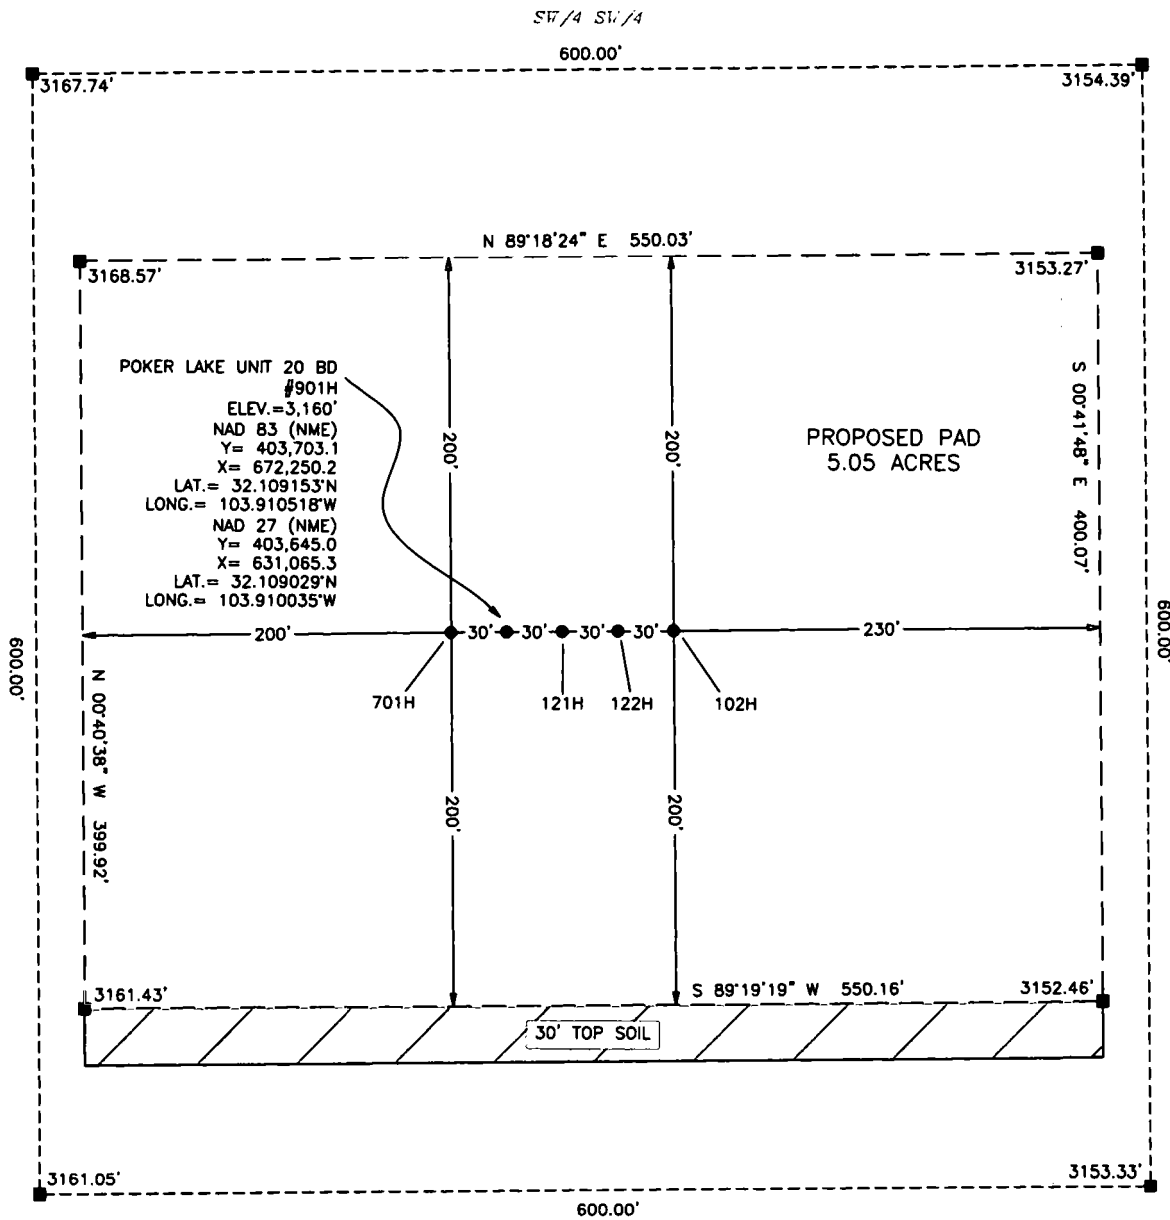 SW/4 SW/4
600.00'
3167.74'
3154.39'
N 89°18'24" E 550.03'
3168.57'
3153.27'
POKER LAKE UNIT 20 BD
#901H
ELEV.=3,160'
NAD 83 (NME)
Y= 403,703.1
X= 672,250.2
LAT.= 32.109153°N
LONG.= 103.910518°W
NAD 27 (NME)
Y= 403,645.0
X= 631,065.3
LAT.= 32.109029°N
LONG.= 103.910035°W
200'
200'
PROPOSED PAD
5.05 ACRES
S 00°41'48" E 400.07'
600.00'
600.00'
200'
30'
30'
30'
30'
230'
701H
121H
122H
102H
N 00°40'38" W 399.92'
200'
200'
3161.43'
S 89°19'19" W 550.16'
3152.46'
30' TOP SOIL
3161.05'
3153.33'
600.00'